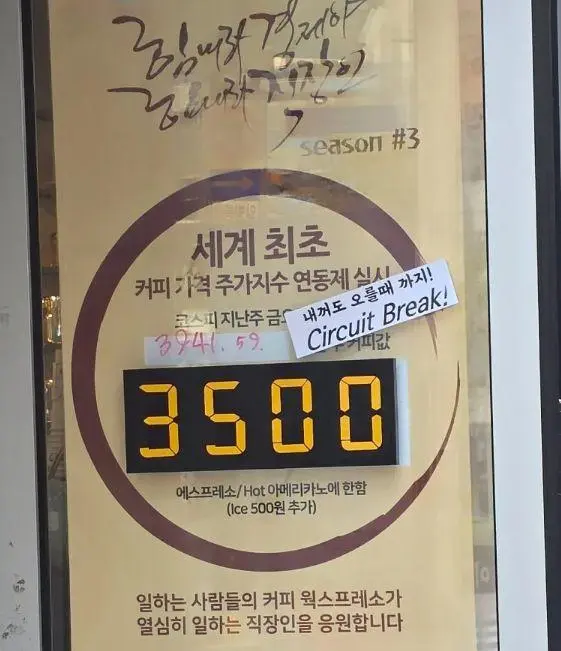 힘내라 경제야
힘내라 직장인
season #3
세계 최초
커피 가격 주가지수 연동제 실시
코스피 지난주 금요
내꺼도 오를때 까지!
Circuit Break!
3941.59.
커피값
3500
에스프레소/Hot 아메리카노에 한함
(Ice 500원 추가)
일하는 사람들의 커피 웍스프레소가
열심히 일하는 직장인을 응원합니다